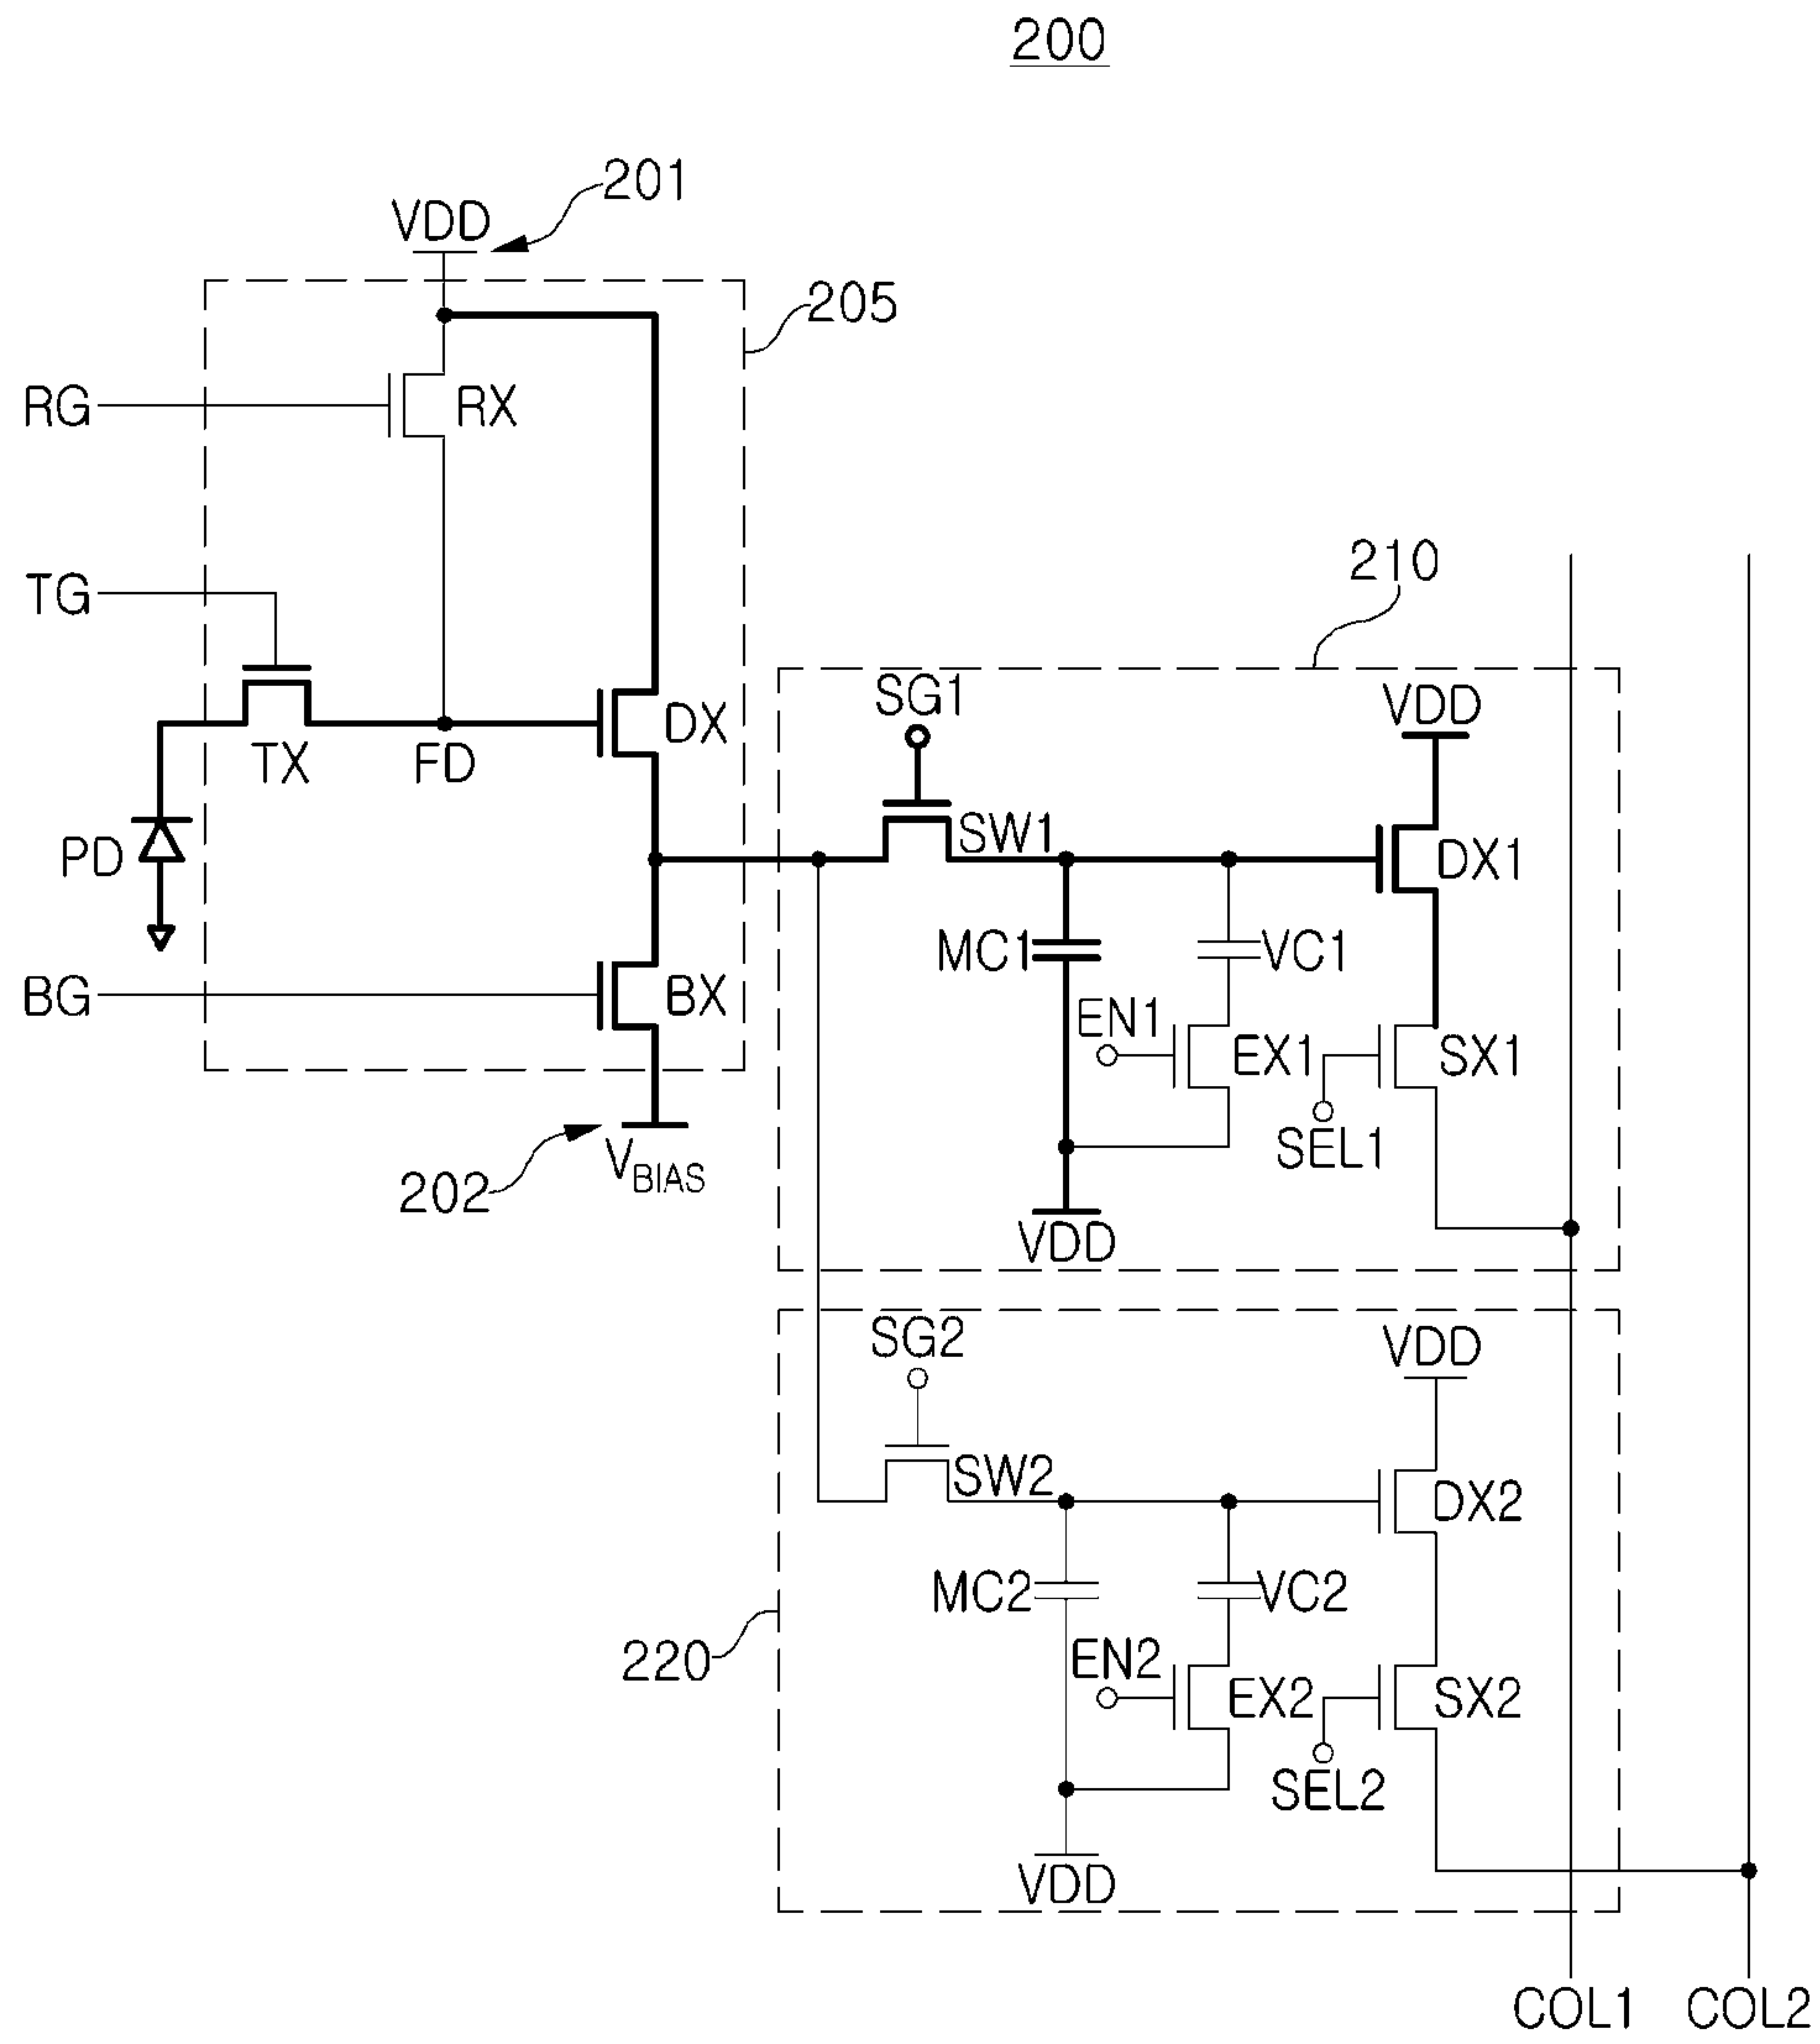 200
201
VDD
205
RG
RX
TG
210
SG1
VDD
DX
TX
FD
SW1
PD
DX1
MC1
VC1
BG
BX
EN1
EX1
SX1
SEL1
202
VBIAS
VDD
SG2
VDD
SW2
DX2
MC2
VC2
220
EN2
EX2
SX2
SEL2
VDD
COL1
COL2